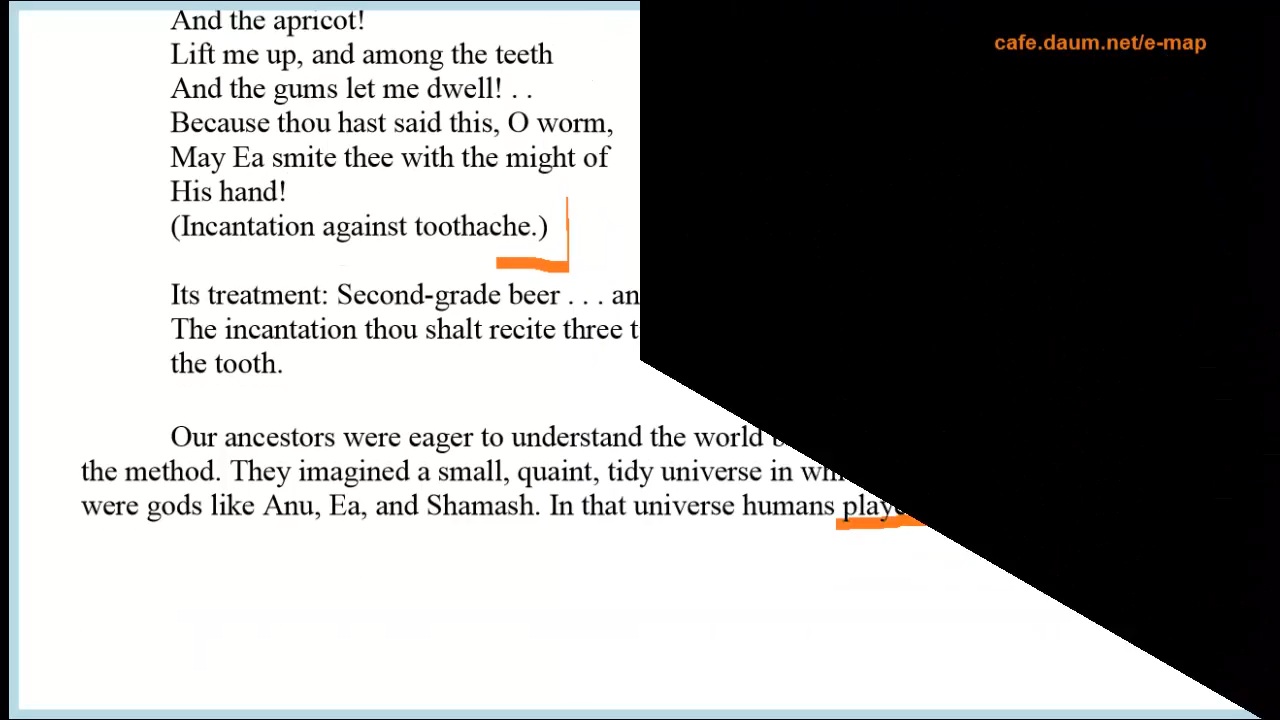 And the apricot!
cafe.daum.net/e-map
Lift me up, and among the teeth
And the gums let me dwell! . .
Because thou hast said this, O worm,
May Ea smite thee with the might of
His hand!
(Incantation against toothache.)
Its treatment: Second-grade beer . . .
The incantation thou shalt recite three
the tooth.
Our ancestors were eager to understand the world
the method. They imagined a small, quaint, tidy universe in
were gods like Anu, Ea, and Shamash. In that universe humans